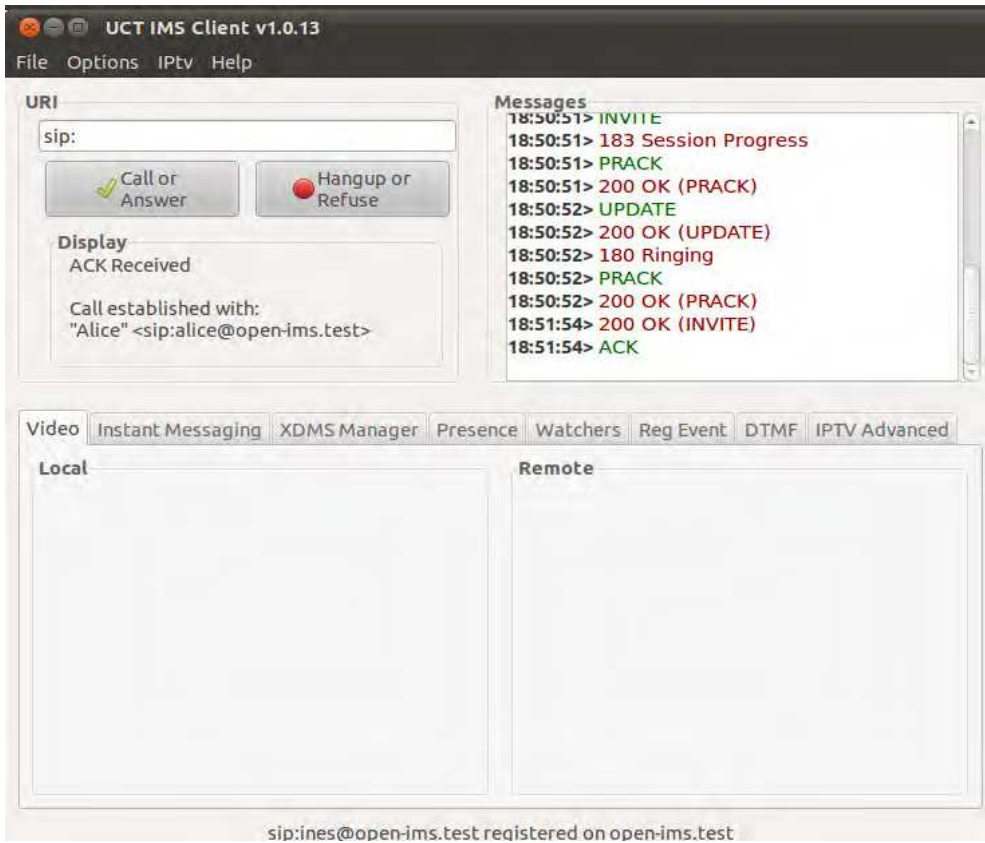 UCT IMS Client v1.0.13
File Options IPtv Help
URI
sip:
Call or
Answer
Hangup or
Refuse
Display
ACK Received
Call established with:
"Alice" <sip:alice@open-ims.test>
Messages
18:50:51> INVITE
18:50:51> 183 Session Progress
18:50:51> PRACK
18:50:51> 200 OK (PRACK)
18:50:52> UPDATE
18:50:52> 200 OK (UPDATE)
18:50:52> 180 Ringing
18:50:52> PRACK
18:50:52> 200 OK (PRACK)
18:51:54> 200 OK (INVITE)
18:51:54> ACK
Video Instant Messaging XDMS Manager Presence Watchers Reg Event DTMF IPTV Advanced
Local
Remote
sip:ines@open-ims.test registered on open-ims.test